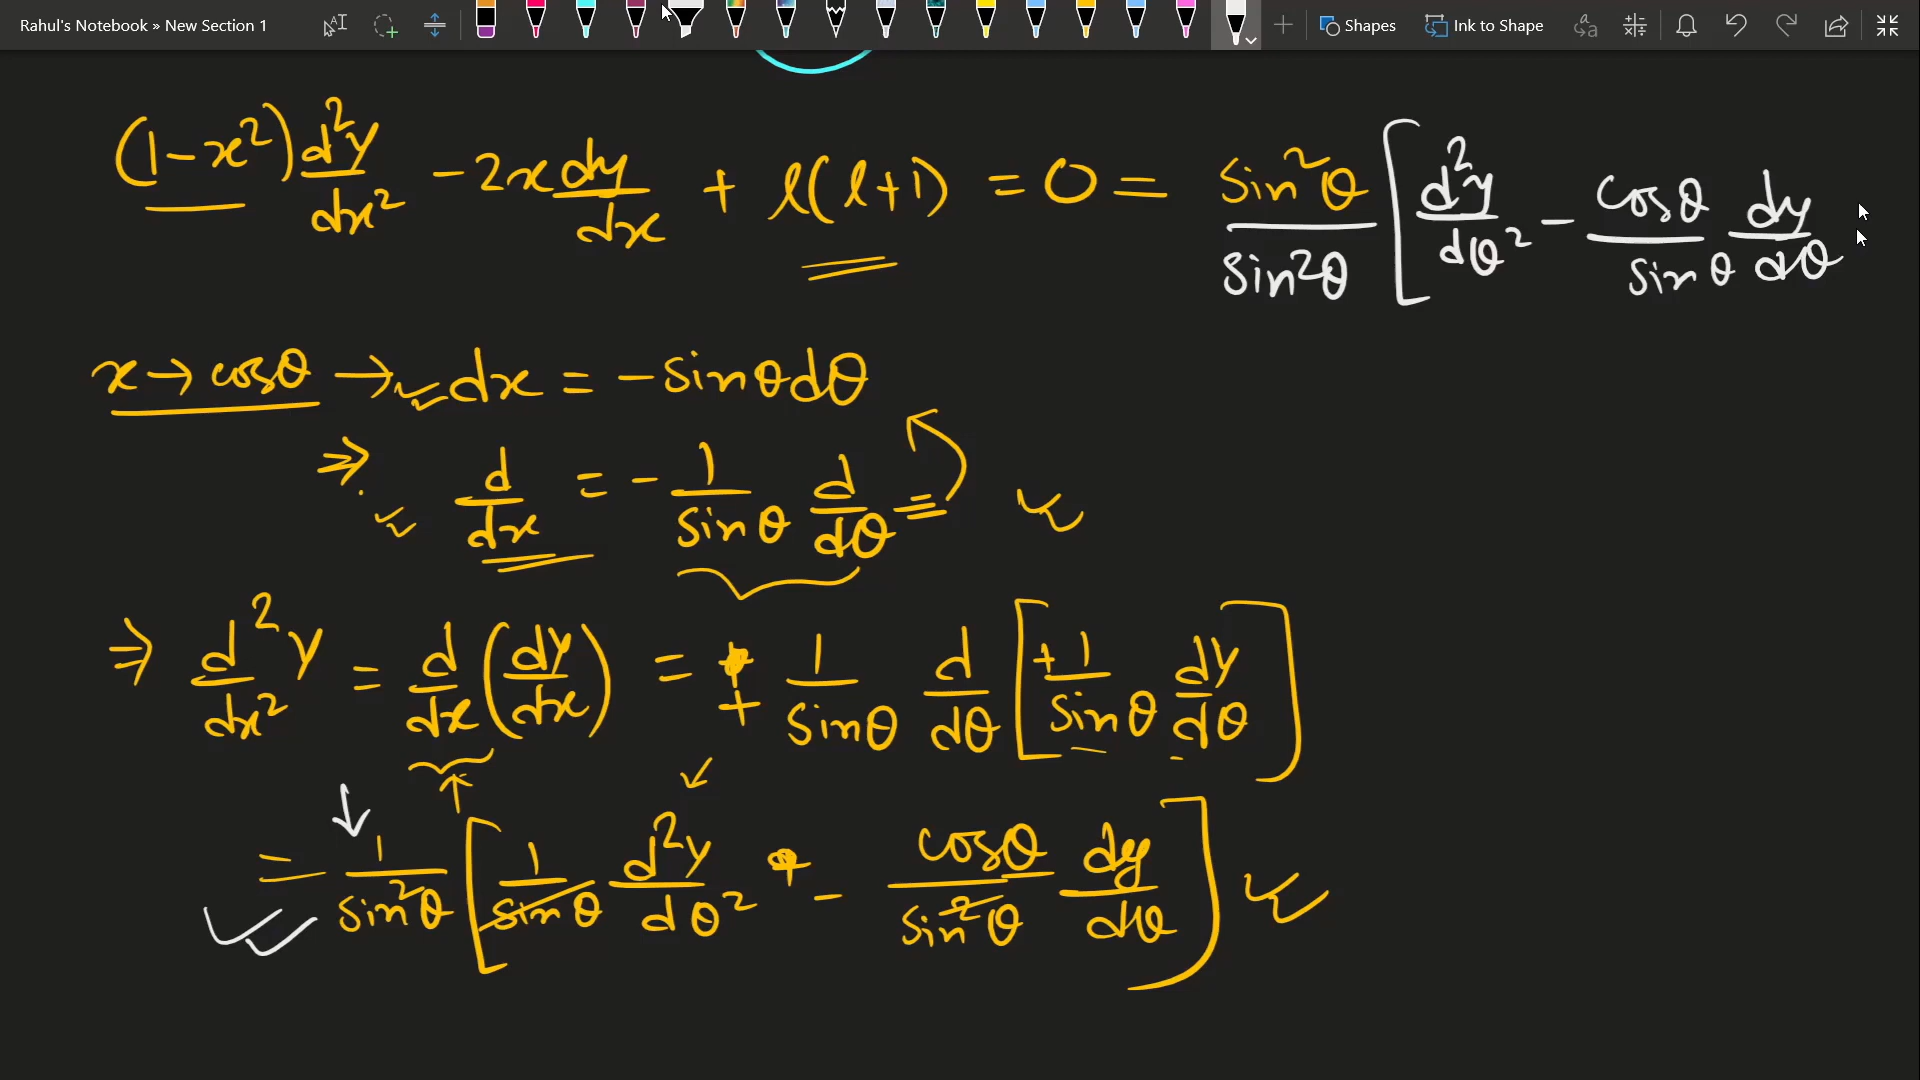 Rahul's Notebook » New Section 1 Shapes Ink to Shape
(1-x²) d²y/dx² - 2x dy/dx + l(l+1) = 0 = sin²θ/sin²θ [ d²y/dθ² - cosθ/sinθ dy/dθ
x → cosθ → dx = -sinθdθ
⇒ d/dx = - 1/sinθ d/dθ
⇒ d²y/dx² = d/dx (dy/dx) = + 1/sinθ d/dθ [ +1/sinθ dy/dθ ]
= 1/sin²θ [ 1/sinθ d²y/dθ² - cosθ/sin²θ dy/dθ ]